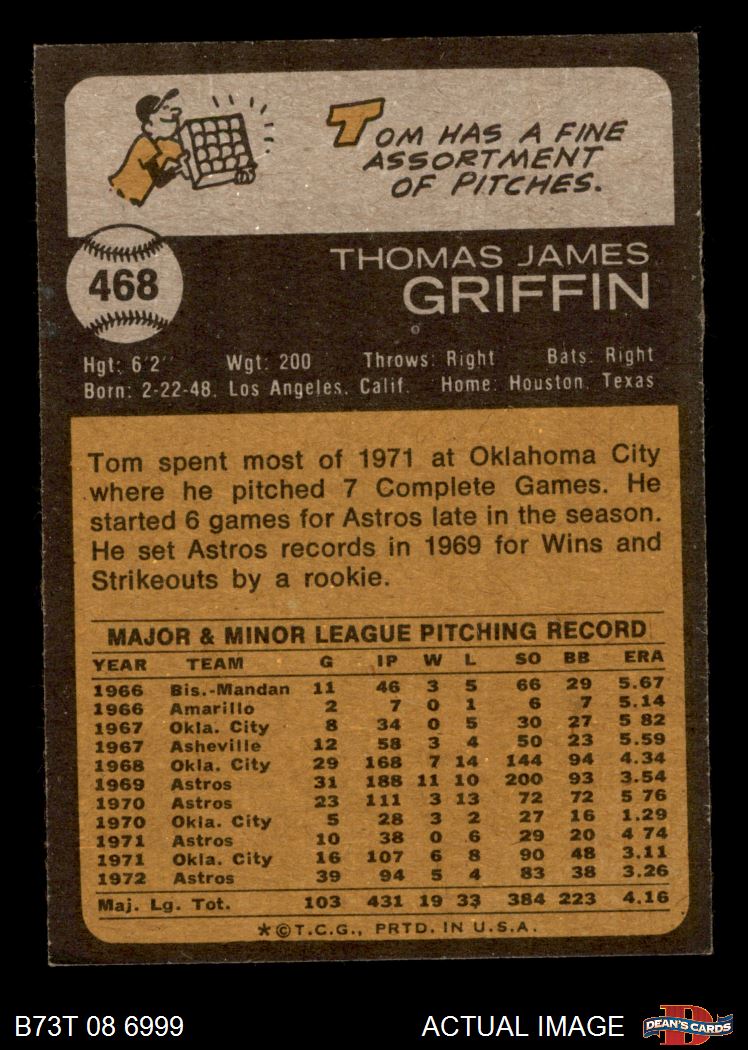 TOM HAS A FINE
ASSORTMENT
OF PITCHES.
468
THOMAS JAMES
GRIFFIN
Hgt: 6'2" Wgt: 200 Throws: Right Bats: Right
Born: 2-22-48, Los Angeles, Calif. Home: Houston, Texas
Tom spent most of 1971 at Oklahoma City
where he pitched 7 Complete Games. He
started 6 games for Astros late in the season.
He set Astros records in 1969 for Wins and
Strikeouts by a rookie.
MAJOR & MINOR LEAGUE PITCHING RECORD
YEAR TEAM G IP W L SO BB ERA
1966 Bis.-Mandan 11 46 3 5 66 29 5.67
1966 Amarillo 2 7 0 1 6 7 5.14
1967 Okla. City 8 34 0 5 30 27 5 82
1967 Asheville 12 58 3 4 50 23 5.59
1968 Okla. City 29 168 7 14 144 94 4.34
1969 Astros 31 188 11 10 200 93 3.54
1970 Astros 23 111 3 13 72 72 5 76
1970 Okla. City 5 28 3 2 27 16 1.29
1971 Astros 10 38 0 6 29 20 4 74
1971 Okla. City 16 107 6 8 90 48 3.11
1972 Astros 39 94 5 4 83 38 3.26
Maj. Lg. Tot. 103 431 19 33 384 223 4.16
*©T.C.G., PRTD. IN U.S.A.
B73T 08 6999 ACTUAL IMAGE D DEAN'S CARDS